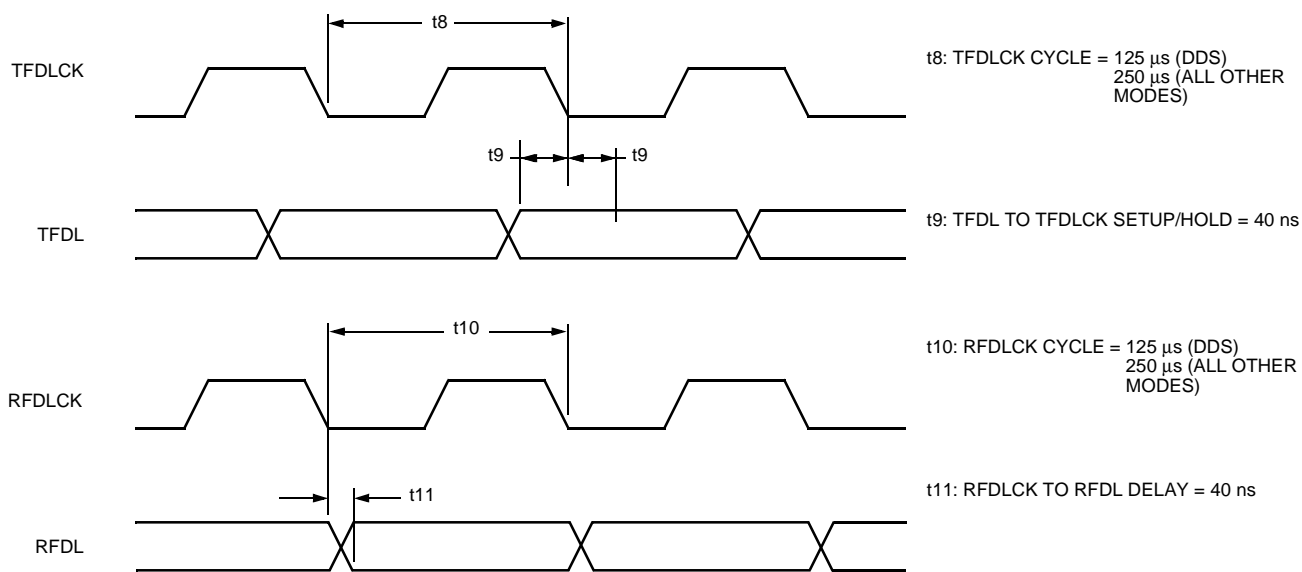 t8
TFDLCK
t8: TFDLCK CYCLE = 125 μs (DDS)
250 μs (ALL OTHER
MODES)
t9
t9
TFDL
t9: TFDL TO TFDLCK SETUP/HOLD = 40 ns
t10
RFDLCK
t10: RFDLCK CYCLE = 125 μs (DDS)
250 μs (ALL OTHER
MODES)
t11
t11: RFDLCK TO RFDL DELAY = 40 ns
RFDL